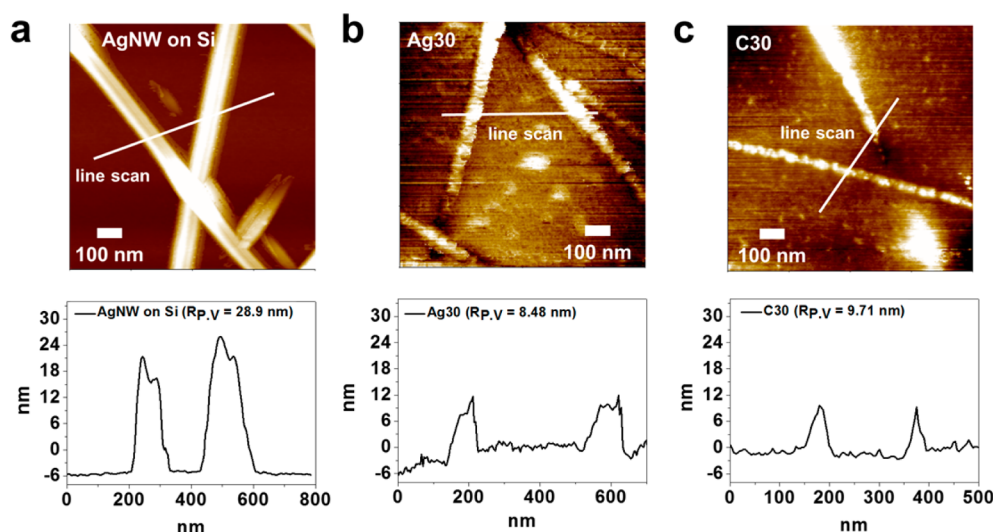 a
AgNW on Si
line scan
100 nm
b
Ag30
line scan
100 nm
c
C30
line scan
100 nm
AgNW on Si (RP.V = 28.9 nm)
30
24
18
12
6
0
-6
nm
0 200 400 600 800
nm
Ag30 (RP.V = 8.48 nm)
30
24
18
12
6
0
-6
nm
0 200 400 600
nm
C30 (RP.V = 9.71 nm)
30
24
18
12
6
0
-6
nm
0 100 200 300 400 500
nm